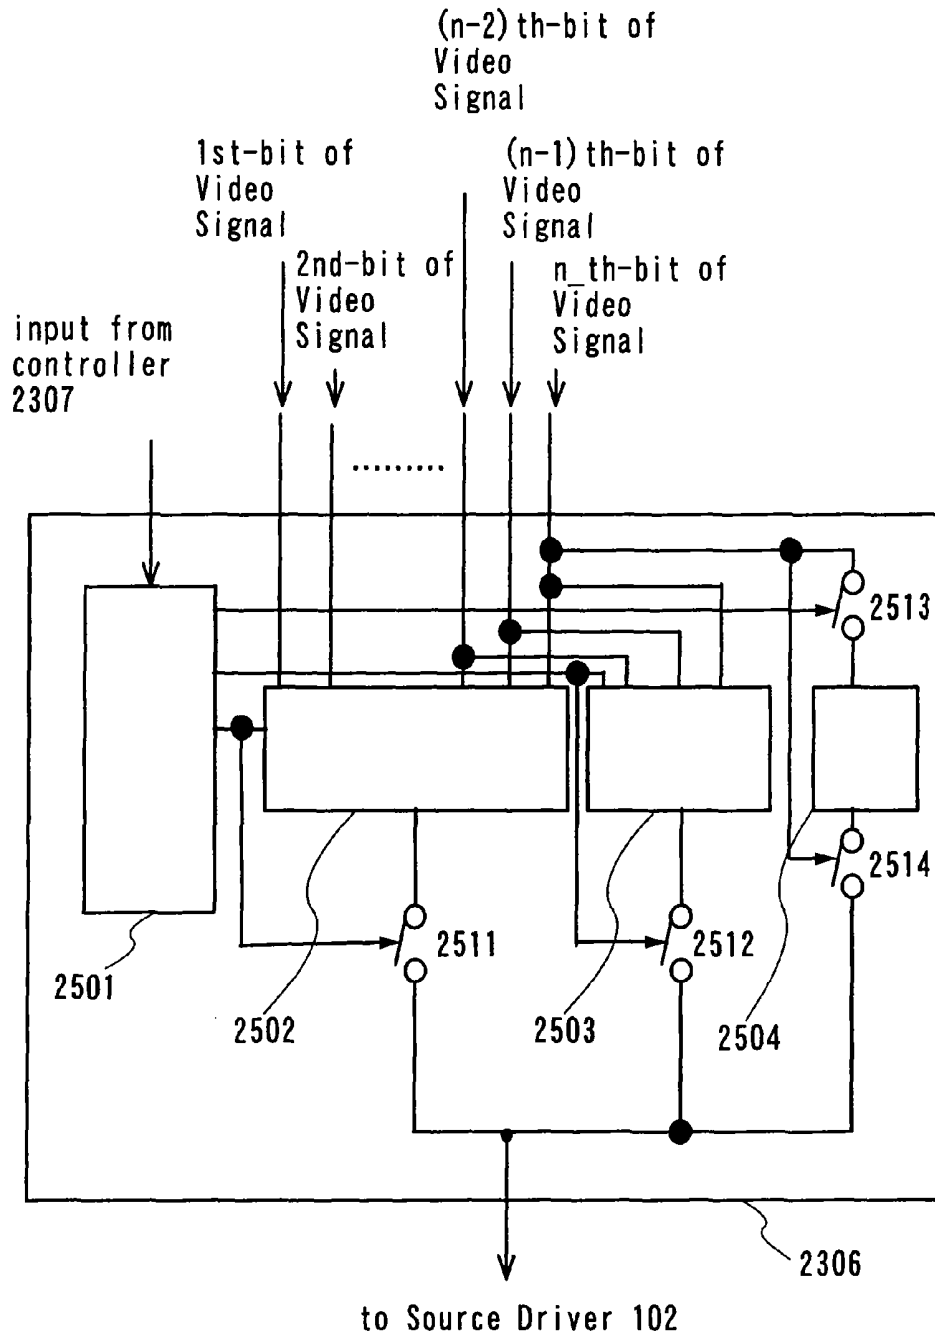 (n-2)th-bit of
Video
Signal
1st-bit of
Video
Signal
(n-1)th-bit of
Video
Signal
2nd-bit of
Video
Signal
n_th-bit of
Video
Signal
input from
controller
2307
.........
2513
2514
2511
2512
2501
2502
2503
2504
2306
to Source Driver 102